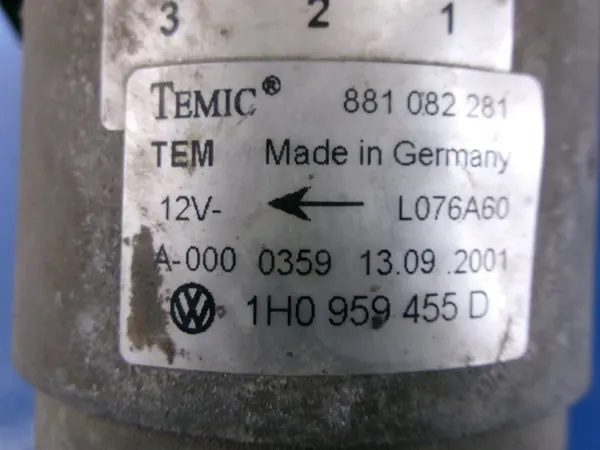 3 2 1
TEMIC® 881 082 281
TEM Made in Germany
12V- L076A60
A-000 0359 13.09.2001
VW 1H0 959 455 D